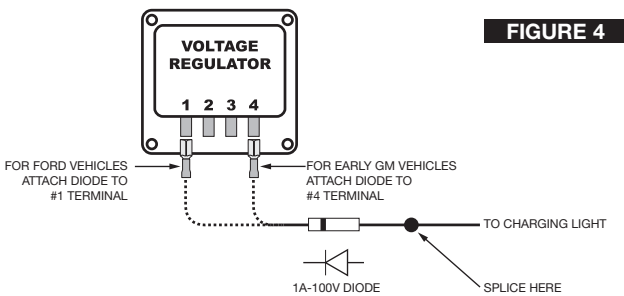 FIGURE 4
VOLTAGE
REGULATOR
1 2 3 4
FOR FORD VEHICLES
ATTACH DIODE TO
#1 TERMINAL
FOR EARLY GM VEHICLES
ATTACH DIODE TO
#4 TERMINAL
TO CHARGING LIGHT
1A-100V DIODE
SPLICE HERE